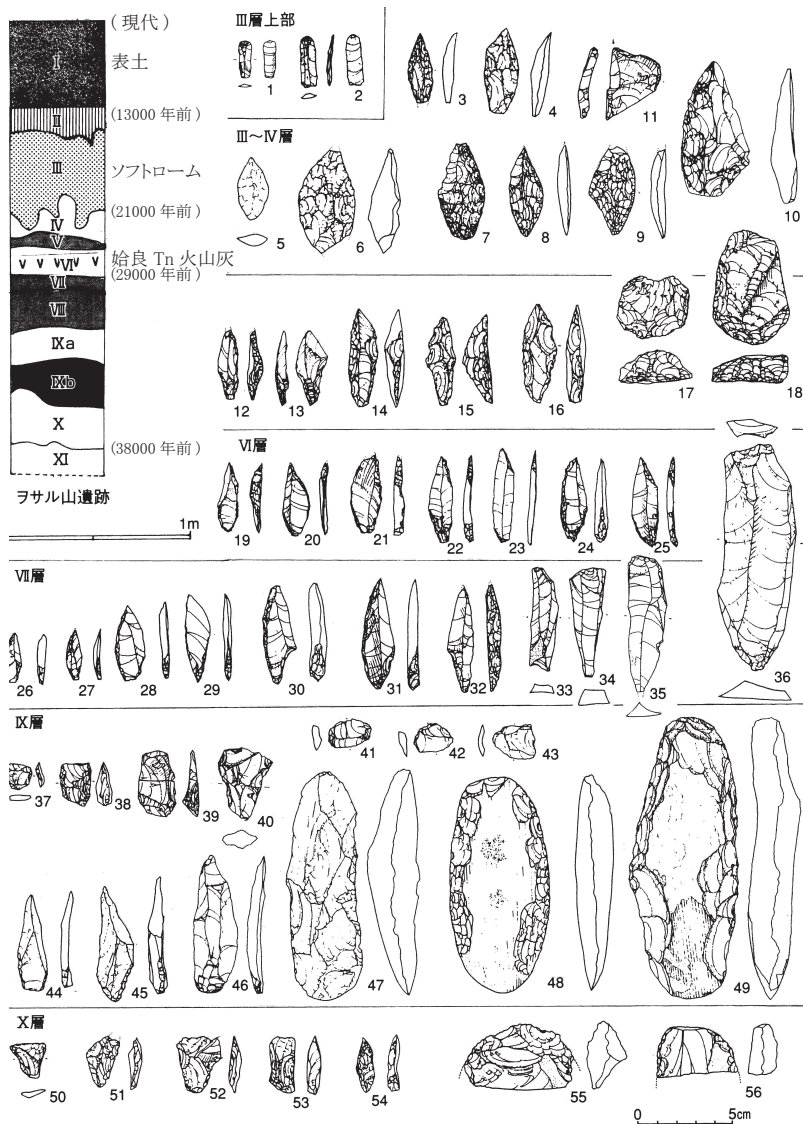 (現代)
I
表土
(13000 年前)
II
III
ソフトローム
(21000 年前)
IV
V
姶良 Tn 火山灰
VI
(29000 年前)
VII
VII
IXa
IXb
X
(38000 年前)
XI
ヲサル山遺跡
1m
III層上部
1 2
3 4 11
10
III〜IV層
5 6 7 8 9
17 18
12 13 14 15 16
VI層
19 20 21 22 23 24 25
36
VII層
26 27 28 29 30 31 32 33 34 35
IX層
41 42 43
37 38 39 40
44 45 46 47 48 49
X層
50 51 52 53 54 55 56
0 5cm